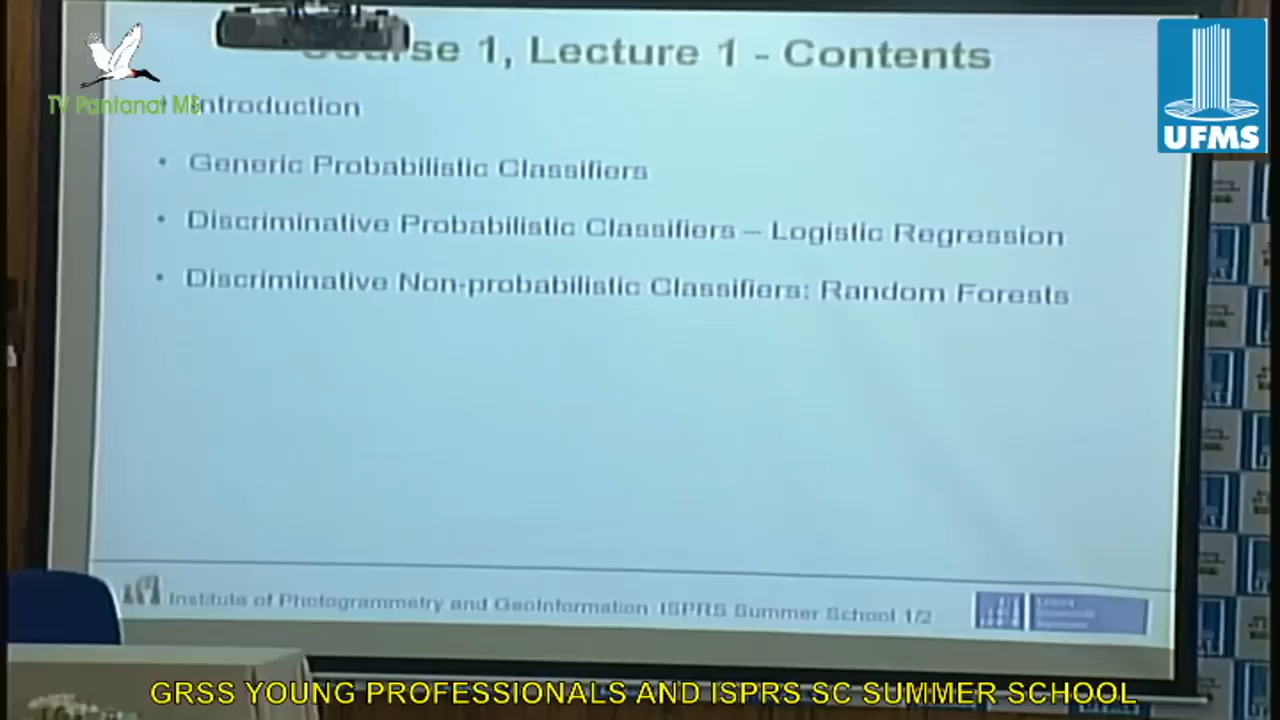 Course 1, Lecture 1 - Contents
TV Pantanal MS
UFMS
• Introduction
• Generic Probabilistic Classifiers
• Discriminative Probabilistic Classifiers – Logistic Regression
• Discriminative Non-probabilistic Classifiers: Random Forests
Institute of Photogrammetry and GeoInformation ISPRS Summer School 1/2
GRSS YOUNG PROFESSIONALS AND ISPRS SC SUMMER SCHOOL